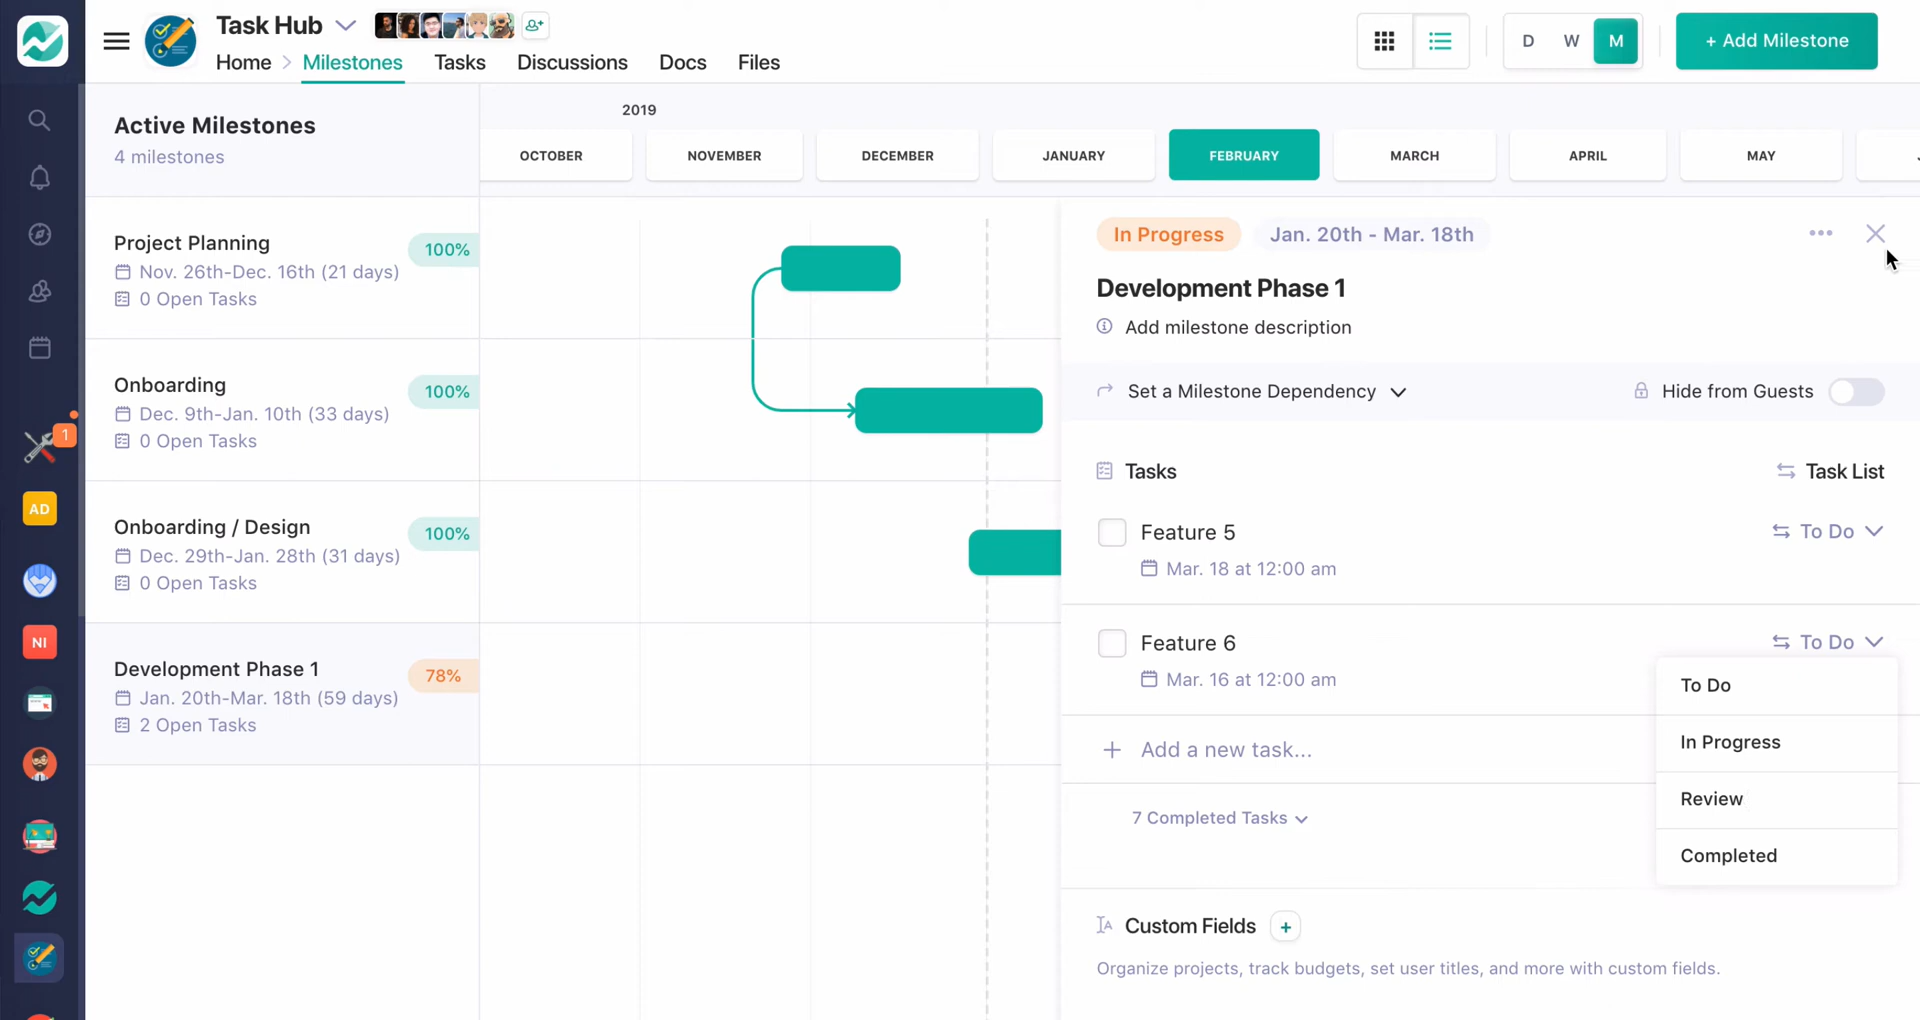 Task Hub
Home Milestones Tasks Discussions Docs Files
D W M
+ Add Milestone
Active Milestones
4 milestones
2019
OCTOBER NOVEMBER DECEMBER JANUARY FEBRUARY MARCH APRIL MAY
Project Planning
100%
Nov. 26th-Dec. 16th (21 days)
0 Open Tasks
Onboarding
100%
Dec. 9th-Jan. 10th (33 days)
0 Open Tasks
Onboarding / Design
100%
Dec. 29th-Jan. 28th (31 days)
0 Open Tasks
Development Phase 1
78%
Jan. 20th-Mar. 18th (59 days)
2 Open Tasks
1
AD
NI
In Progress
Jan. 20th - Mar. 18th
Development Phase 1
Add milestone description
Set a Milestone Dependency
Hide from Guests
Tasks
Task List
Feature 5
To Do
Mar. 18 at 12:00 am
Feature 6
To Do
Mar. 16 at 12:00 am
To Do
In Progress
Review
Completed
Add a new task...
7 Completed Tasks
Custom Fields
Organize projects, track budgets, set user titles, and more with custom fields.